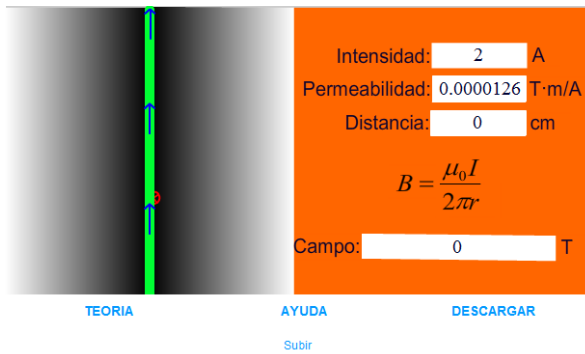 Intensidad: 2 A
Permeabilidad: 0.0000126 T·m/A
Distancia: 0 cm
B = μ₀I / 2πr
Campo: 0 T
TEORIA AYUDA DESCARGAR
Subir